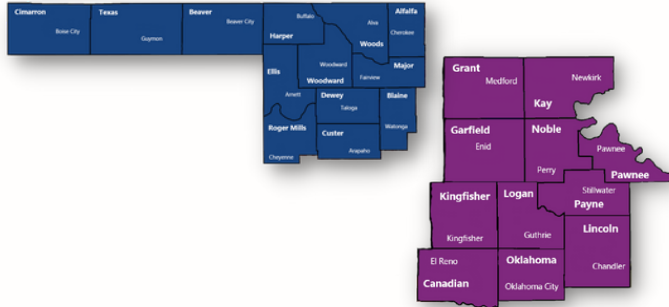 Cimarron
Boise City
Texas
Guymon
Beaver
Beaver City
Harper
Buffalo
Woods
Alva
Alfalfa
Cherokee
Ellis
Arnett
Woodward
Woodward
Major
Fairview
Dewey
Taloga
Blaine
Watonga
Roger Mills
Cheyenne
Custer
Arapaho
Grant
Medford
Newkirk
Kay
Garfield
Enid
Noble
Perry
Pawnee
Pawnee
Kingfisher
Kingfisher
Logan
Guthrie
Stillwater
Payne
Lincoln
Chandler
El Reno
Canadian
Oklahoma
Oklahoma City